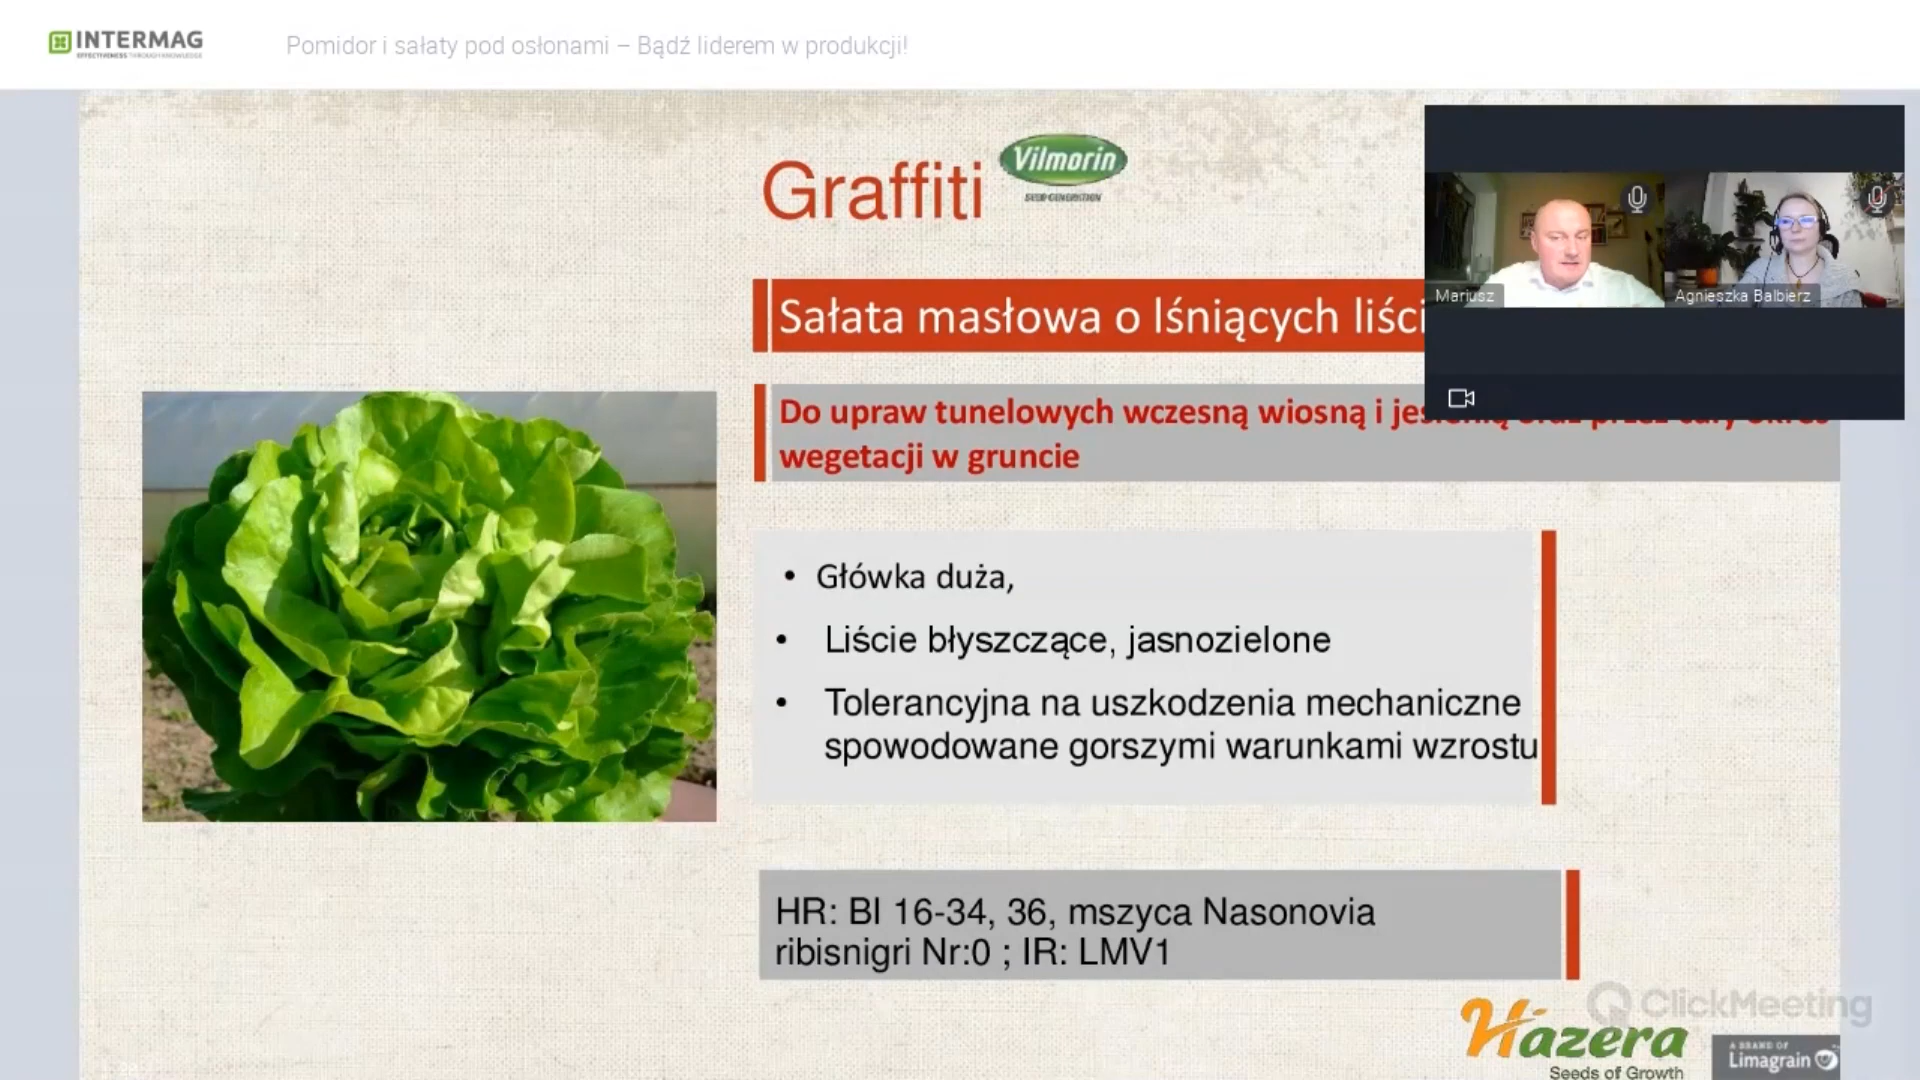 INTERMAG
EFFECTIVENESS THROUGH KNOWLEDGE
Pomidor i sałaty pod osłonami – Bądź liderem w produkcji!
Graffiti
Vilmorin
SEED GENERATION
Mariusz
Agnieszka Balbierz
Sałata masłowa o lśniących liści
Do upraw tunelowych wczesną wiosną i jesienią oraz przez cały okres
wegetacji w gruncie
• Główka duża,
• Liście błyszczące, jasnozielone
• Tolerancyjna na uszkodzenia mechaniczne
spowodowane gorszymi warunkami wzrostu
HR: Bl 16-34, 36, mszyca Nasonovia
ribisnigri Nr:0 ; IR: LMV1
ClickMeeting
Hazera
Seeds of Growth
A BRAND OF
Limagrain